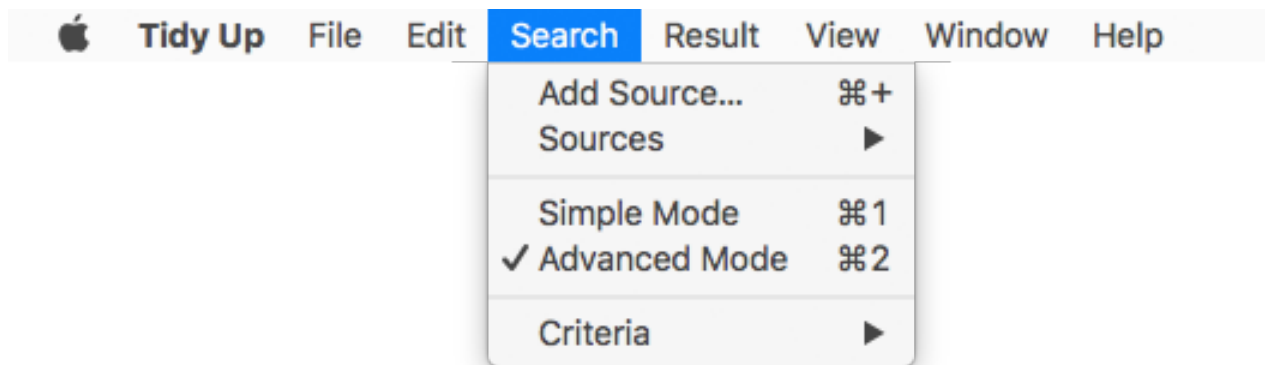 Tidy Up File Edit Search Result View Window Help
Add Source... ⌘+
Sources ▶
Simple Mode ⌘1
✓ Advanced Mode ⌘2
Criteria ▶